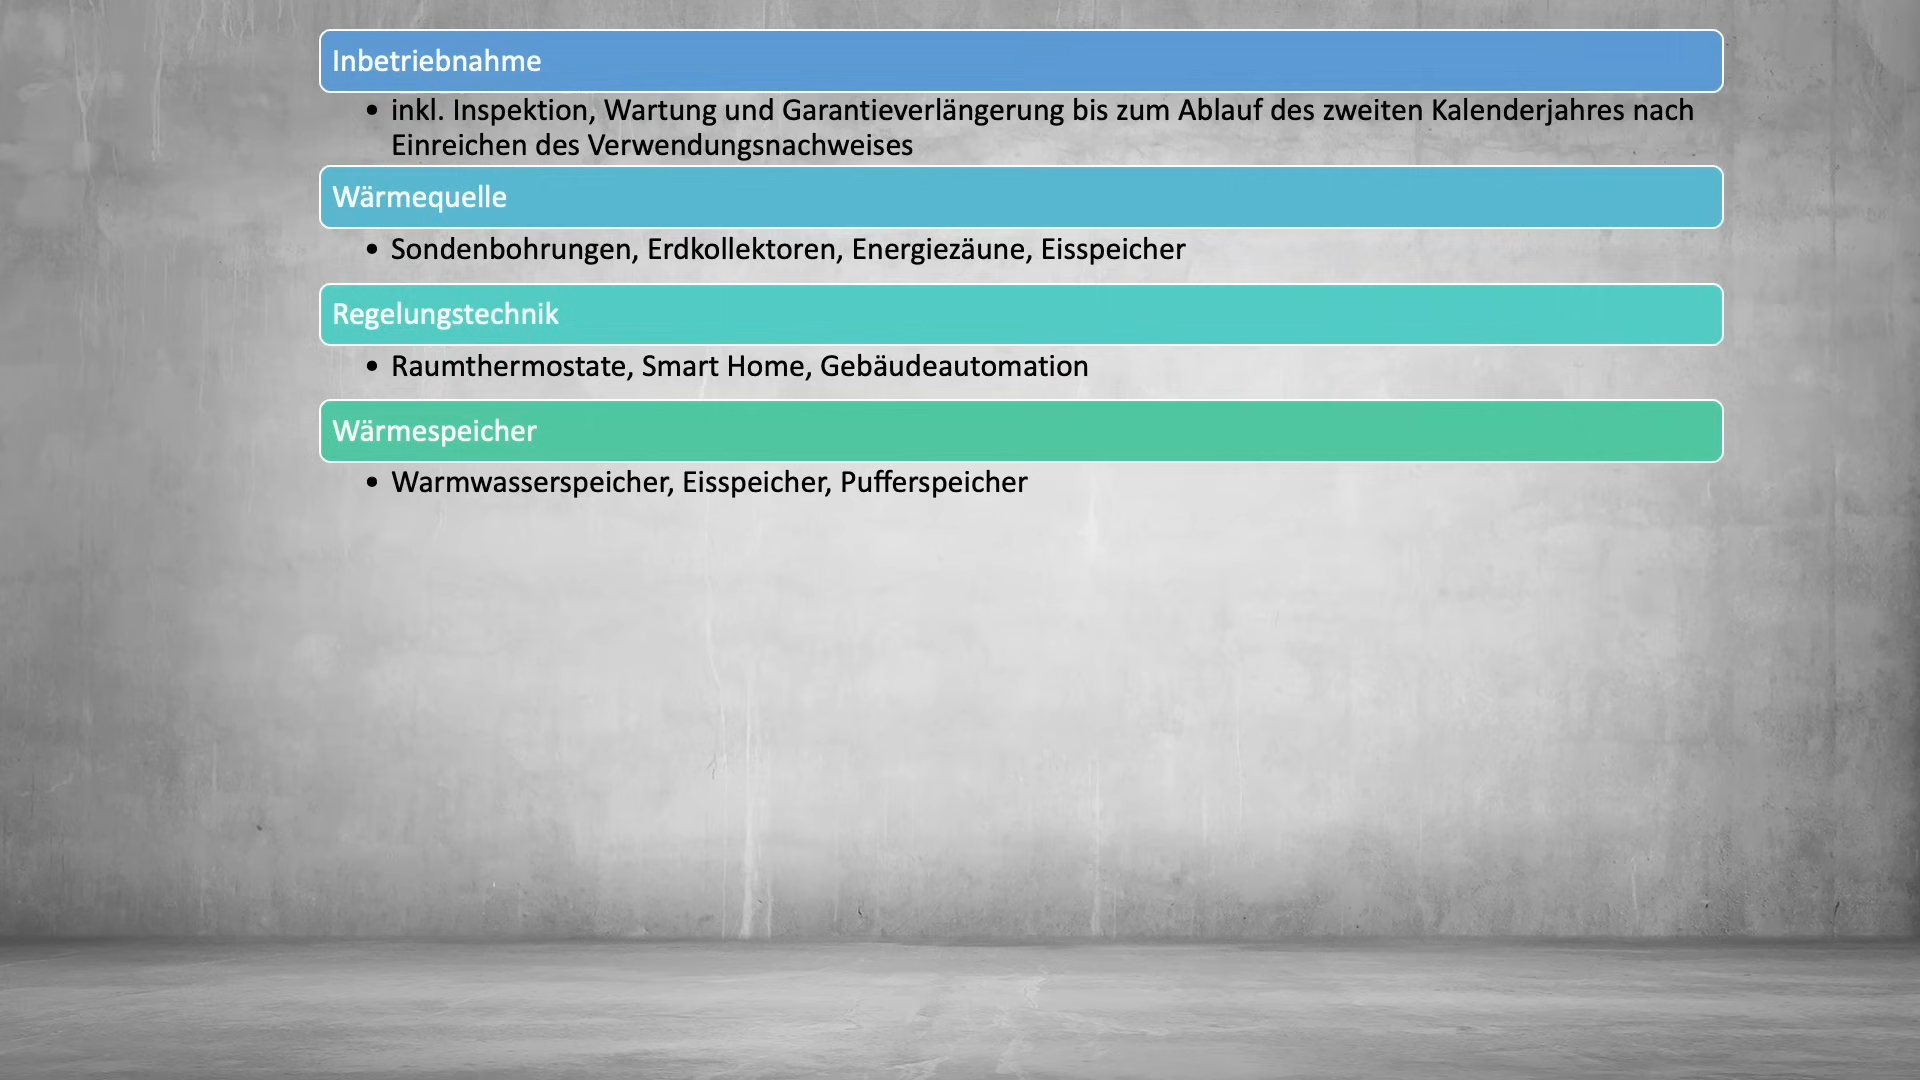 Inbetriebnahme
• inkl. Inspektion, Wartung und Garantieverlängerung bis zum Ablauf des zweiten Kalenderjahres nach
Einreichen des Verwendungsnachweises
Wärmequelle
• Sondenbohrungen, Erdkollektoren, Energiezäune, Eisspeicher
Regelungstechnik
• Raumthermostate, Smart Home, Gebäudeautomation
Wärmespeicher
• Warmwasserspeicher, Eisspeicher, Pufferspeicher